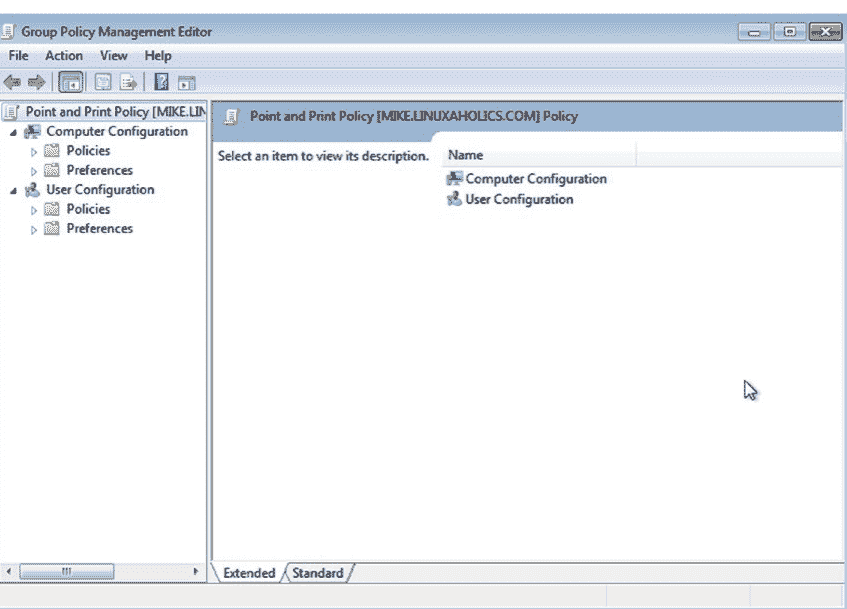 Group Policy Management Editor
File Action View Help
Point and Print Policy [MIKE.LIN
Computer Configuration
Policies
Preferences
User Configuration
Policies
Preferences
Point and Print Policy [MIKE.LINUXAHOLICS.COM] Policy
Select an item to view its description.
Name
Computer Configuration
User Configuration
Extended Standard